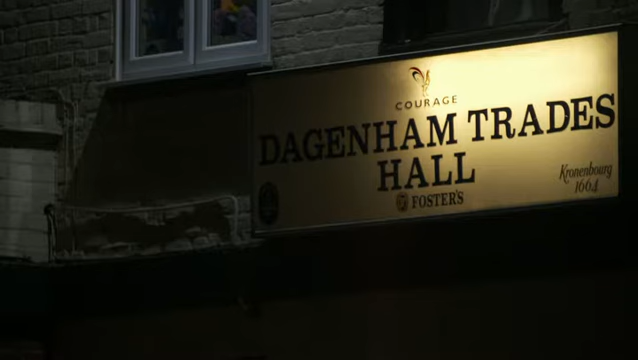 COURAGE
DAGENHAM TRADES
HALL
FOSTER'S
Kronenbourg
1664